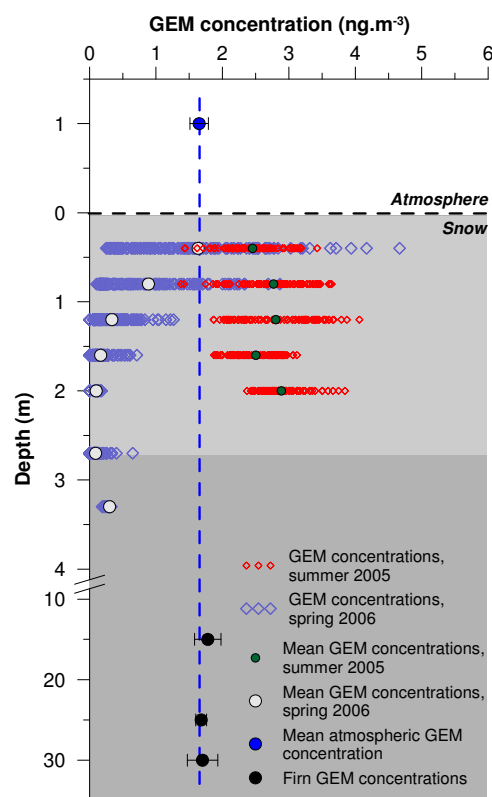 GEM concentration (ng.m⁻³)
0 1 2 3 4 5 6
1
Atmosphere
0
Snow
1
2
3
4
10
15
20
25
30
Depth (m)
GEM concentrations,
summer 2005
GEM concentrations,
spring 2006
Mean GEM concentrations,
summer 2005
Mean GEM concentrations,
spring 2006
Mean atmospheric GEM
concentration
Firn GEM concentrations